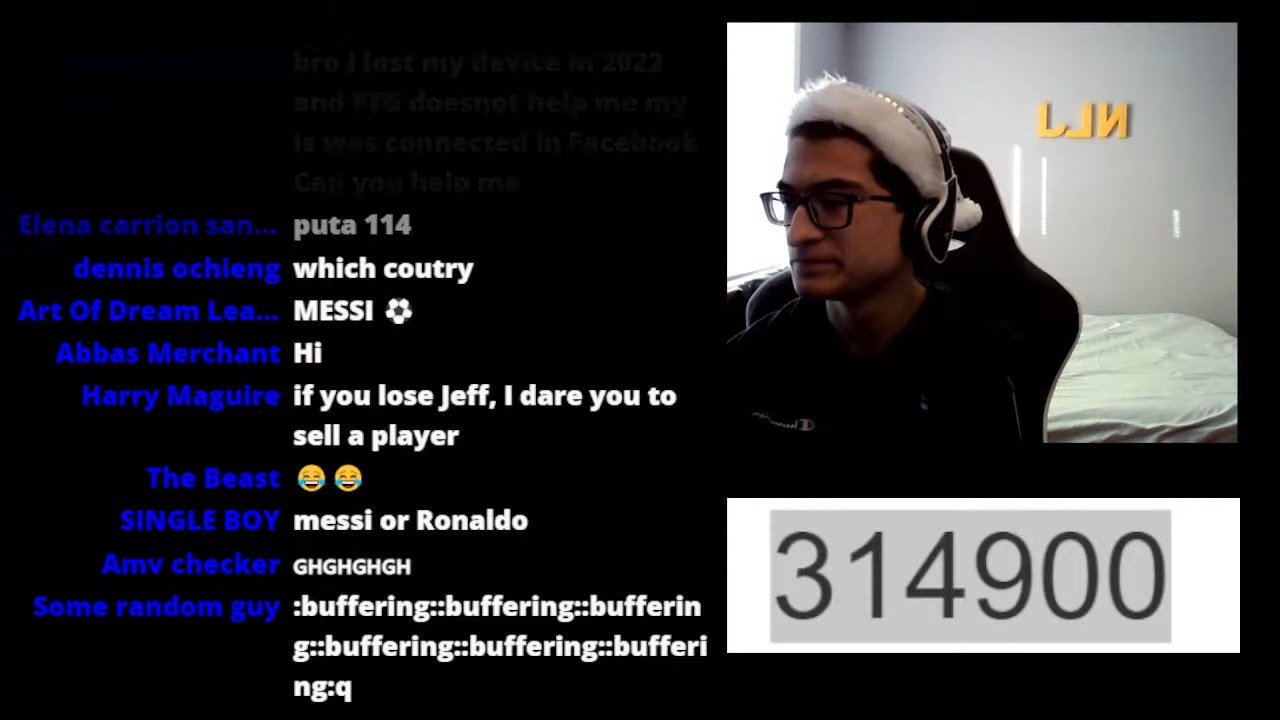 bro I lost my device in 2022
and FTS doesnot help me my
is was connected in Facebook
Can you help me
Elena carrion san... puta 114
dennis ochieng which coutry
Art Of Dream Lea... MESSI ⚽
Abbas Merchant Hi
Harry Maguire if you lose Jeff, I dare you to
sell a player
The Beast 😂 😂
SINGLE BOY messi or Ronaldo
Amv checker GHGHGHGH
Some random guy :buffering::buffering::bufferin
g::buffering::buffering::bufferi
ng:q
NLJ
Champion
314900